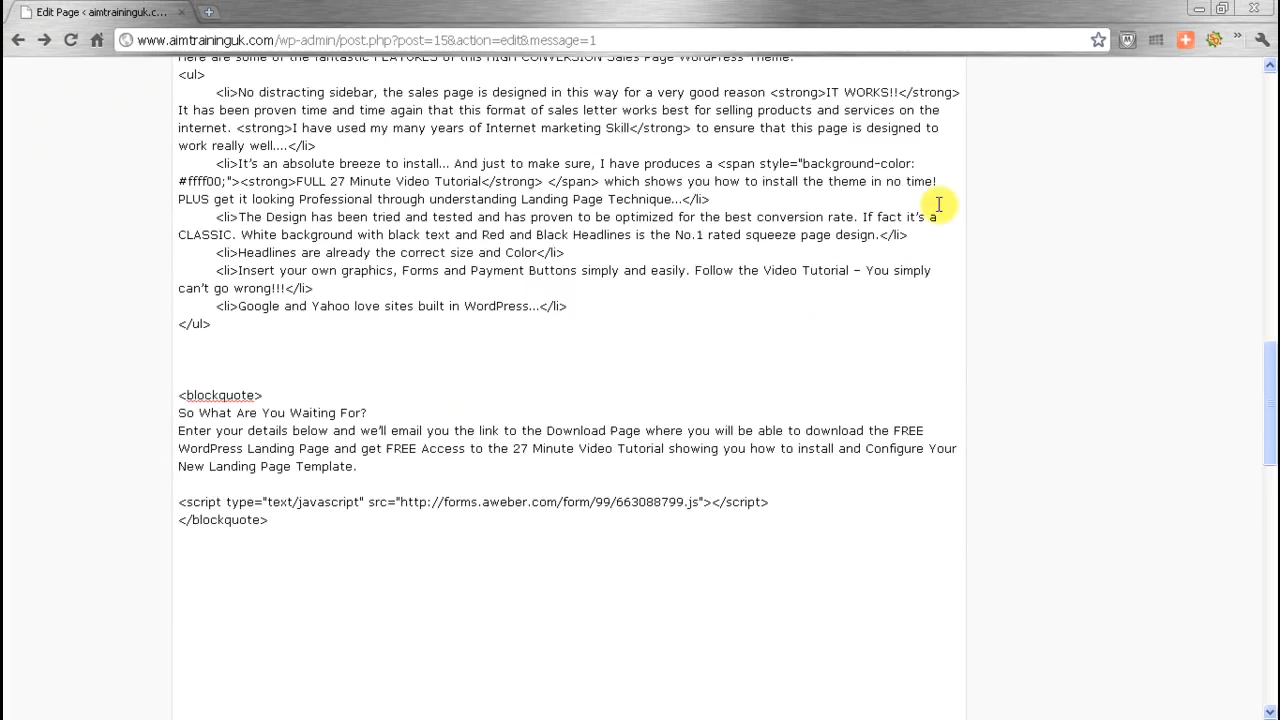 Edit Page ‹ aimtraininguk.c...
www.aimtraininguk.com/wp-admin/post.php?post=15&action=edit&message=1
Here are some of the fantastic FEATURES of this HIGH CONVERSION Sales Page WordPress Theme:
<ul>
<li>No distracting sidebar, the sales page is designed in this way for a very good reason <strong>IT WORKS!!</strong>
It has been proven time and time again that this format of sales letter works best for selling products and services on the
internet. <strong>I have used my many years of Internet marketing Skill</strong> to ensure that this page is designed to
work really well....</li>
<li>It's an absolute breeze to install... And just to make sure, I have produces a <span style="background-color:
#ffff00;"><strong>FULL 27 Minute Video Tutorial</strong> </span> which shows you how to install the theme in no time!
PLUS get it looking Professional through understanding Landing Page Technique...</li>
<li>The Design has been tried and tested and has proven to be optimized for the best conversion rate. If fact it's a
CLASSIC. White background with black text and Red and Black Headlines is the No.1 rated squeeze page design.</li>
<li>Headlines are already the correct size and Color</li>
<li>Insert your own graphics, Forms and Payment Buttons simply and easily. Follow the Video Tutorial – You simply
can't go wrong!!!</li>
<li>Google and Yahoo love sites built in WordPress...</li>
</ul>
<blockquote>
So What Are You Waiting For?
Enter your details below and we'll email you the link to the Download Page where you will be able to download the FREE
WordPress Landing Page and get FREE Access to the 27 Minute Video Tutorial showing you how to install and Configure Your
New Landing Page Template.
<script type="text/javascript" src="http://forms.aweber.com/form/99/663088799.js"></script>
</blockquote>